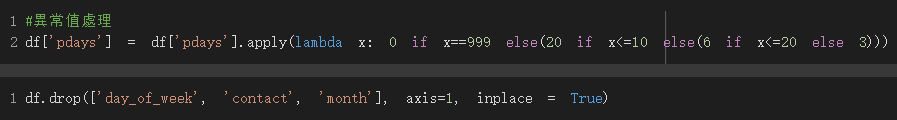 1 #異常值處理
2 df['pdays'] = df['pdays'].apply(lambda x: 0 if x==999 else(20 if x<=10 else(6 if x<=20 else 3)))
1 df.drop(['day_of_week', 'contact', 'month'], axis=1, inplace = True)